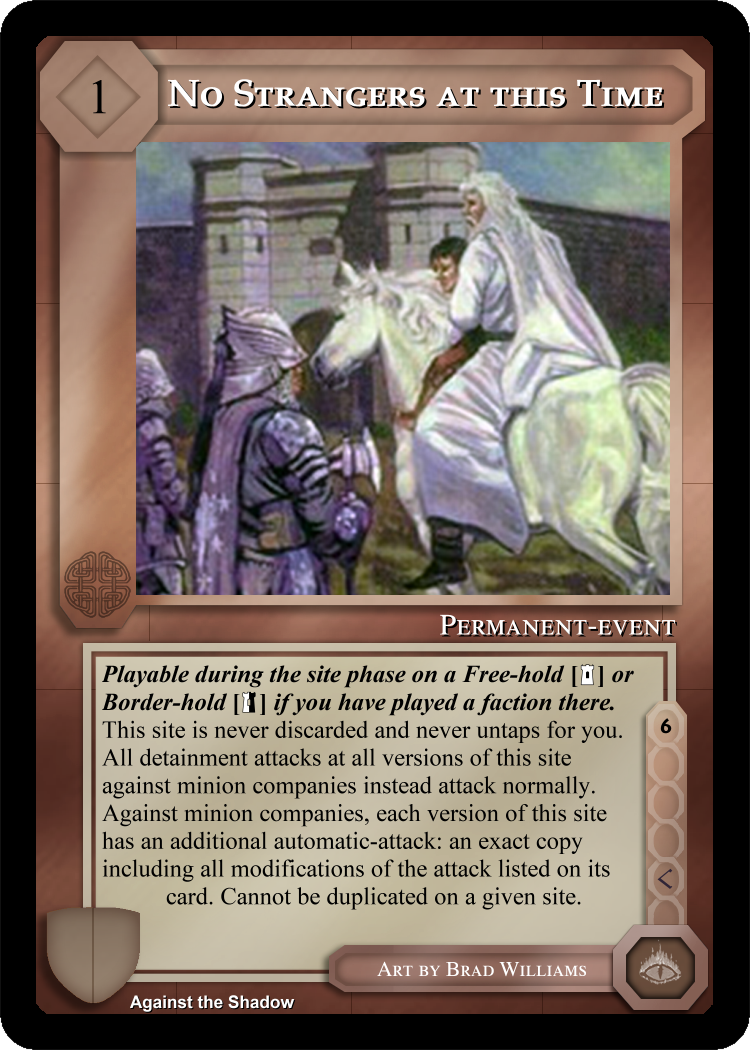 1
No Strangers at this Time
Permanent-event
Playable during the site phase on a Free-hold [] or
Border-hold [] if you have played a faction there.
This site is never discarded and never untaps for you.
All detainment attacks at all versions of this site
against minion companies instead attack normally.
Against minion companies, each version of this site
has an additional automatic-attack: an exact copy
including all modifications of the attack listed on its
card. Cannot be duplicated on a given site.
6
Art by Brad Williams
Against the Shadow